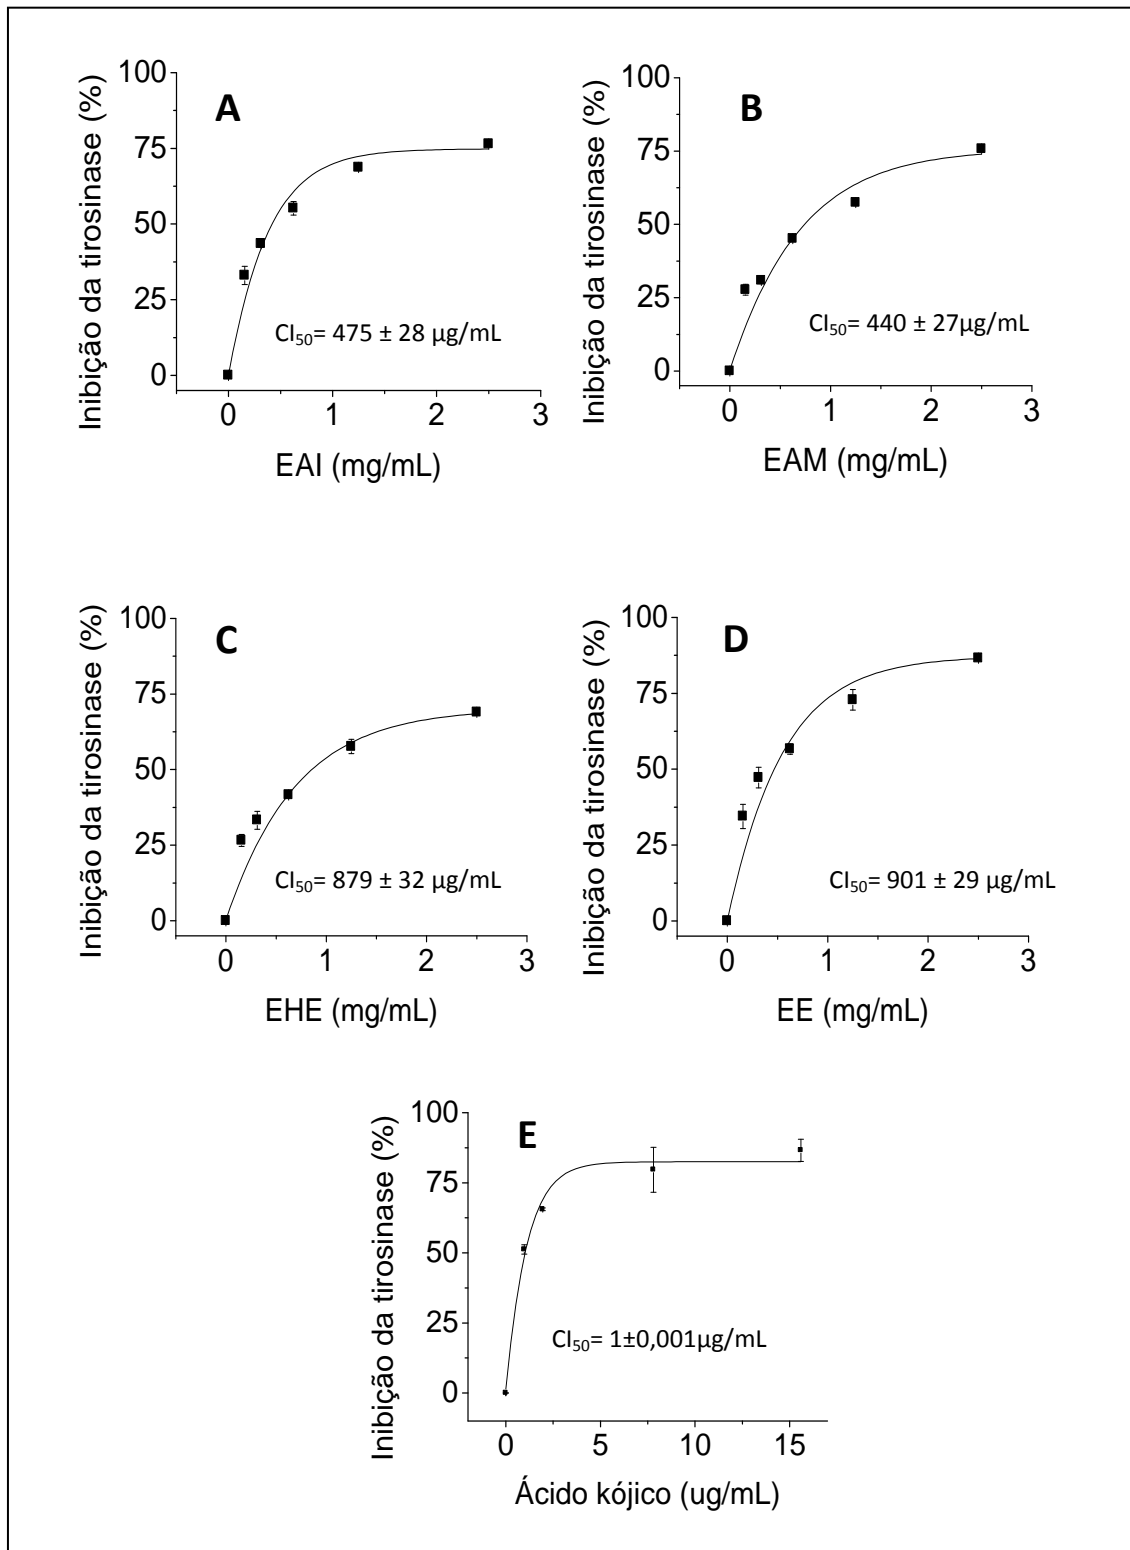 A
Inibição da tirosinase (%)
100
75
50
25
0
CI50= 475 ± 28 µg/mL
0 1 2 3
EAI (mg/mL)
B
Inibição da tirosinase (%)
100
75
50
25
0
CI50= 440 ± 27µg/mL
0 1 2 3
EAM (mg/mL)
C
Inibição da tirosinase (%)
100
75
50
25
0
CI50= 879 ± 32 µg/mL
0 1 2 3
EHE (mg/mL)
D
Inibição da tirosinase (%)
100
75
50
25
0
CI50= 901 ± 29 µg/mL
0 1 2 3
EE (mg/mL)
E
Inibição da tirosinase (%)
100
75
50
25
0
CI50= 1±0,001µg/mL
0 5 10 15
Ácido kójico (ug/mL)